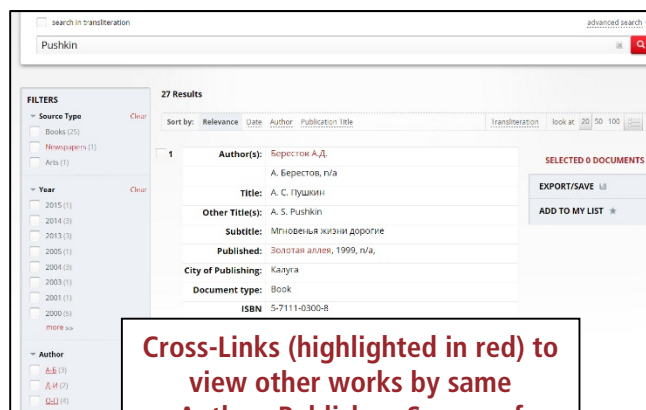 search in transliteration
advanced search
Pushkin
FILTERS
Source Type Clear
Books (25)
Newspapers (1)
Arts (1)
Year Clear
2015 (1)
2014 (3)
2013 (3)
2005 (1)
2004 (3)
2003 (1)
2001 (1)
2000 (5)
more >>
Author
А-Б (3)
Д-И (2)
О-П (4)
27 Results
Sort by: Relevance Date Author Publication Title Transliteration look at 20 50 100
1 Author(s): Берестов А.Д.
А. Берестов, n/a
Title: А. С. Пушкин
Other Title(s): A. S. Pushkin
Subtitle: Мгновенья жизни дорогие
Published: Золотая аллея, 1999, n/a,
City of Publishing: Калуга
Document type: Book
ISBN 5-7111-0300-8
SELECTED 0 DOCUMENTS
EXPORT/SAVE
ADD TO MY LIST
Cross-Links (highlighted in red) to
view other works by same